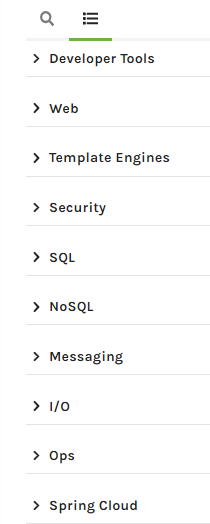 Developer Tools
Web
Template Engines
Security
SQL
NoSQL
Messaging
I/O
Ops
Spring Cloud